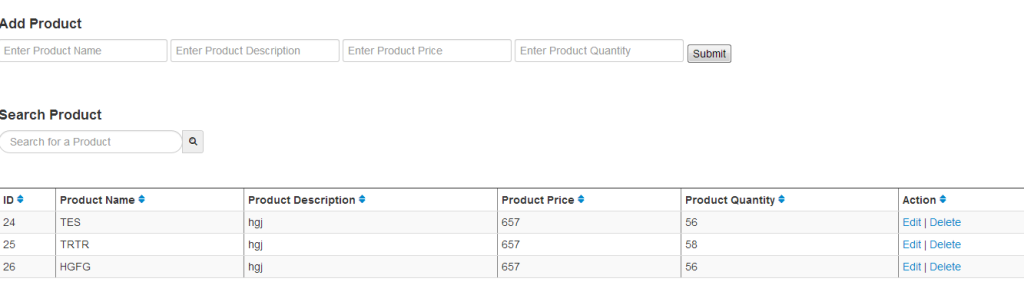 Add Product
Enter Product Name Enter Product Description Enter Product Price Enter Product Quantity Submit
Search Product
Search for a Product
ID Product Name Product Description Product Price Product Quantity Action
24 TES hgj 657 56 Edit | Delete
25 TRTR hgj 657 58 Edit | Delete
26 HGFG hgj 657 56 Edit | Delete